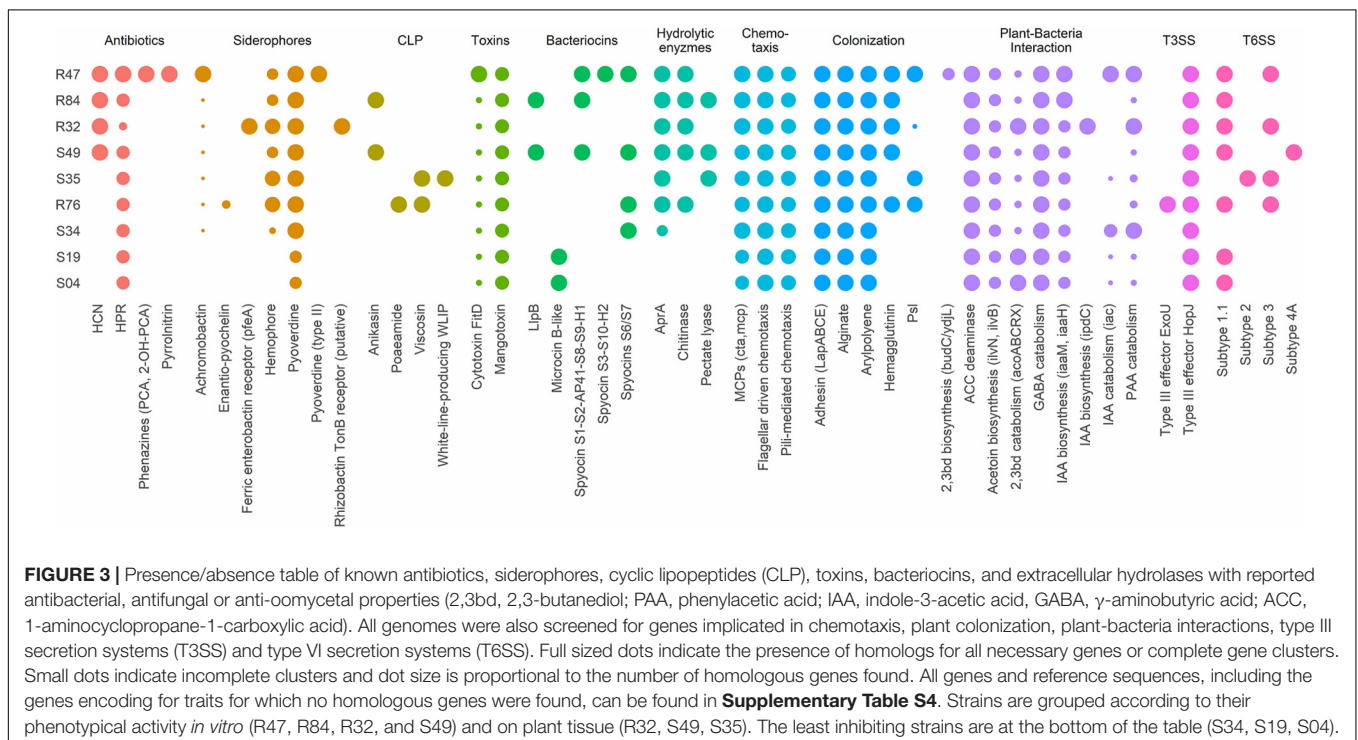 Antibiotics Siderophores CLP Toxins Bacteriocins Hydrolytic enyzmes Chemo-taxis Colonization Plant-Bacteria Interaction T3SS T6SS
R47
R84
R32
S49
S35
R76
S34
S19
S04
HCN
HPR
Phenazines (PCA, 2-OH-PCA)
Pyrrolnitrin
Achromobactin
Enantio-pyochelin
Ferric enterobactin receptor (pfeA)
Hemophore
Pyoverdine
Pyoverdine (type II)
Rhizobactin TonB receptor (putative)
Anikasin
Poaeamide
Viscosin
White-line-producing WLIP
Cytotoxin FitD
Mangotoxin
LlpB
Microcin B-like
Spyocin S1-S2-AP41-S8-S9-H1
Spyocin S3-S10-H2
Spyocins S6/S7
AprA
Chitinase
Pectate lyase
MCPs (cta,mcp)
Flagellar driven chemotaxis
Pili-mediated chemotaxis
Adhesin (LapABCE)
Alginate
Arylpolyene
Hemagglutinin
Psl
2,3bd biosynthesis (budC/ydjL)
ACC deaminase
Acetoin biosynthesis (ilvN, ilvB)
2,3bd catabolism (acoABCRX)
GABA catabolism
IAA biosynthesis (iaaM, iaaH)
IAA biosynthesis (ipdC)
IAA catabolism (iac)
PAA catabolism
Type III effector ExoU
Type III effector HopJ
Subtype 1.1
Subtype 2
Subtype 3
Subtype 4A
FIGURE 3 | Presence/absence table of known antibiotics, siderophores, cyclic lipopeptides (CLP), toxins, bacteriocins, and extracellular hydrolases with reported
antibacterial, antifungal or anti-oomycetal properties (2,3bd, 2,3-butanediol; PAA, phenylacetic acid; IAA, indole-3-acetic acid, GABA, γ-aminobutyric acid; ACC,
1-aminocyclopropane-1-carboxylic acid). All genomes were also screened for genes implicated in chemotaxis, plant colonization, plant-bacteria interactions, type III
secretion systems (T3SS) and type VI secretion systems (T6SS). Full sized dots indicate the presence of homologs for all necessary genes or complete gene clusters.
Small dots indicate incomplete clusters and dot size is proportional to the number of homologous genes found. All genes and reference sequences, including the
genes encoding for traits for which no homologous genes were found, can be found in Supplementary Table S4. Strains are grouped according to their
phenotypical activity in vitro (R47, R84, R32, and S49) and on plant tissue (R32, S49, S35). The least inhibiting strains are at the bottom of the table (S34, S19, S04).